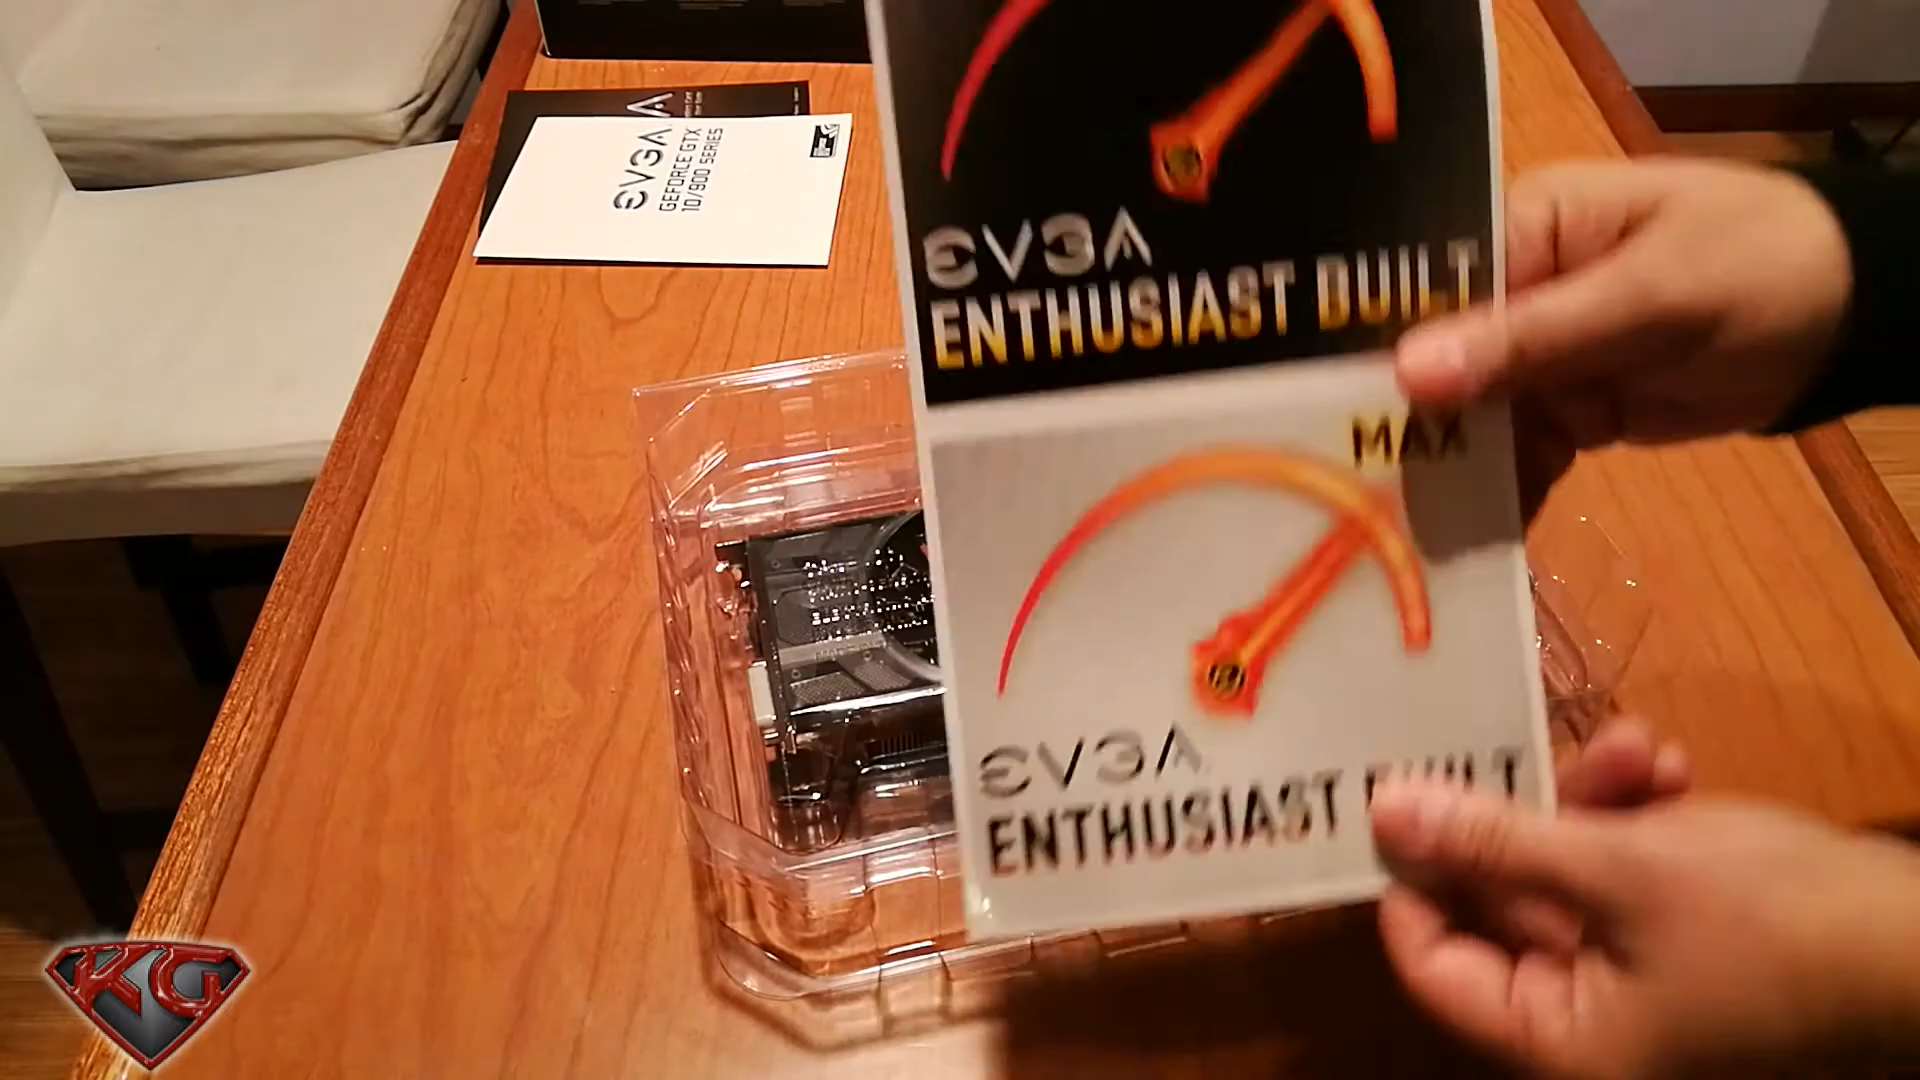 EVGA
GEFORCE GTX
10/900 SERIES
EVGA
ENTHUSIAST BUILT
MAX
EVGA
ENTHUSIAST BUILT
KG